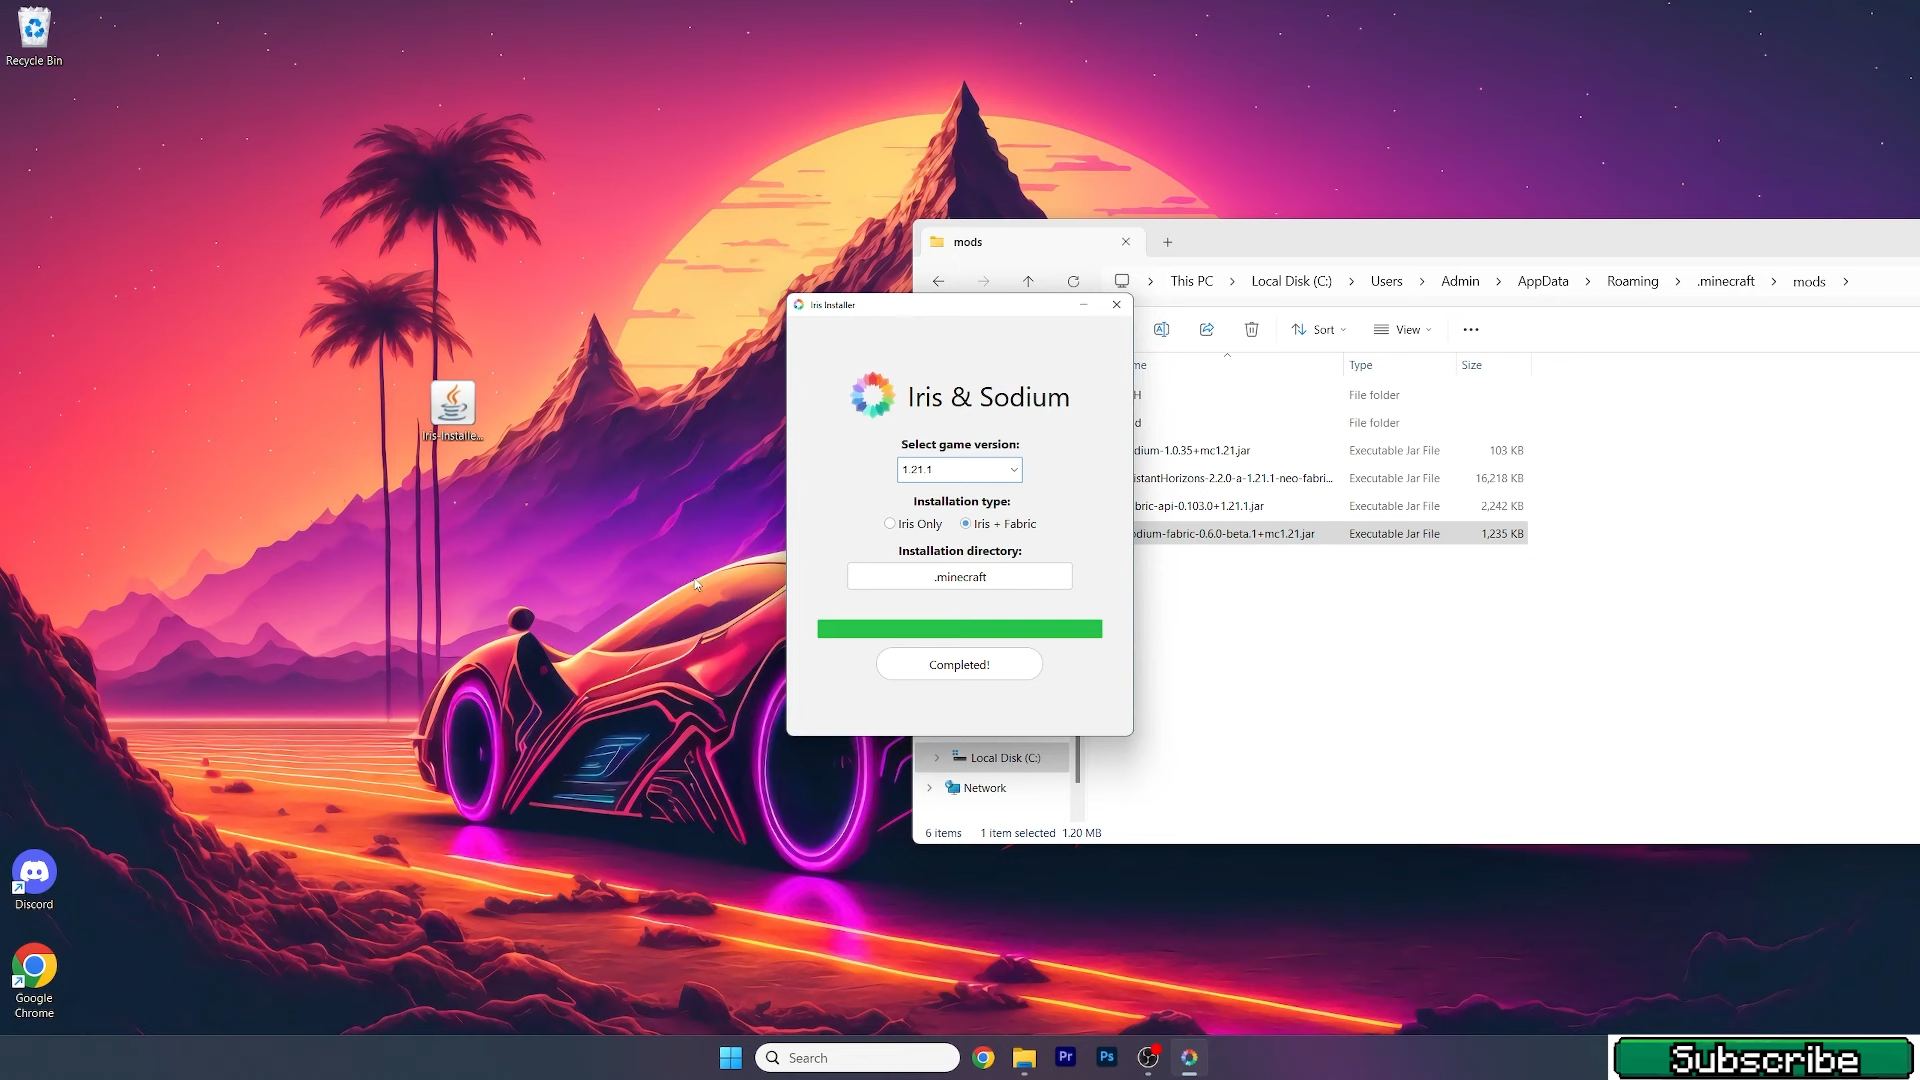 Recycle Bin
mods
This PC > Local Disk (C:) > Users > Admin > AppData > Roaming > .minecraft > mods >
Iris Installer
Sort
View
Iris & Sodium
me Type Size
H File folder
d File folder
dium-1.0.35+mc1.21.jar Executable Jar File 103 KB
istantHorizons-2.2.0-a-1.21.1-neo-fabri... Executable Jar File 16,218 KB
bric-api-0.103.0+1.21.1.jar Executable Jar File 2,242 KB
odium-fabric-0.6.0-beta.1+mc1.21.jar Executable Jar File 1,235 KB
Select game version:
1.21.1
Installation type:
Iris Only Iris + Fabric
Installation directory:
.minecraft
Completed!
Iris-Installe...
Local Disk (C:)
Network
6 items 1 item selected 1.20 MB
Discord
Google
Chrome
Search
Pr
Ps
Subscribe